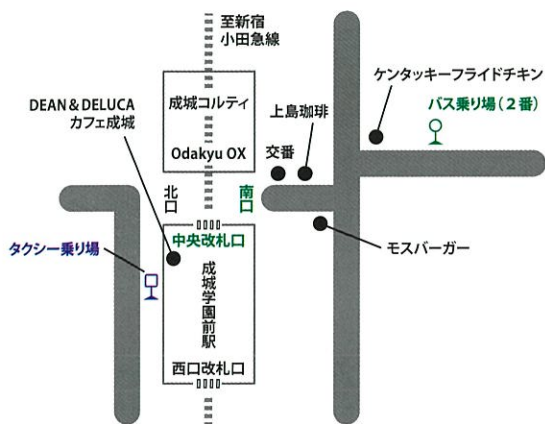 至新宿
小田急線
ケンタッキーフライドチキン
DEAN & DELUCA
カフェ成城
成城コルティ
上島珈琲
バス乗り場（2番）
Odakyu OX
交番
北口
南口
中央改札口
モスバーガー
タクシー乗り場
成城学園前駅
西口改札口